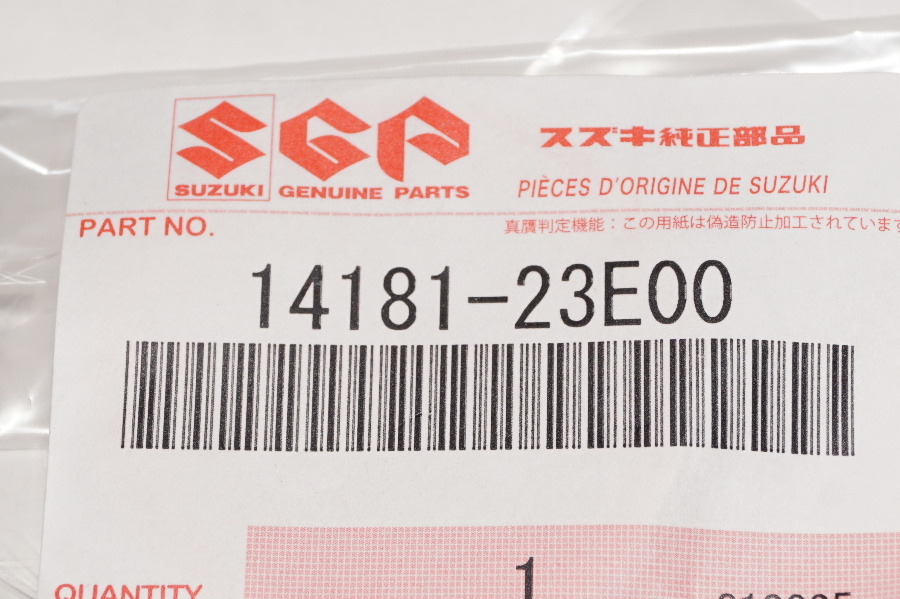 SGP
スズキ純正部品
SUZUKI GENUINE PARTS
PIÈCES D'ORIGINE DE SUZUKI
PART NO.
真贋判定機能：この用紙は偽造防止加工されています
14181-23E00
QUANTITY
1